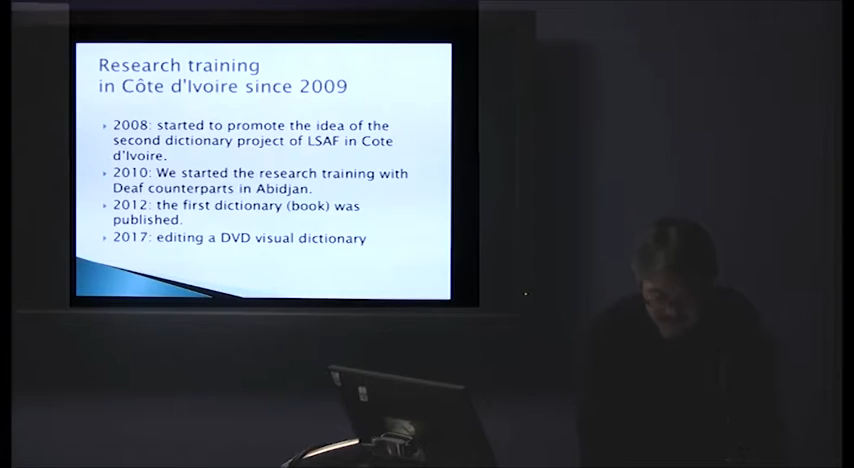 Research training
in Côte d'Ivoire since 2009
2008: started to promote the idea of the
second dictionary project of LSAF in Cote
d'Ivoire.
2010: We started the research training with
Deaf counterparts in Abidjan.
2012: the first dictionary (book) was
published.
2017: editing a DVD visual dictionary